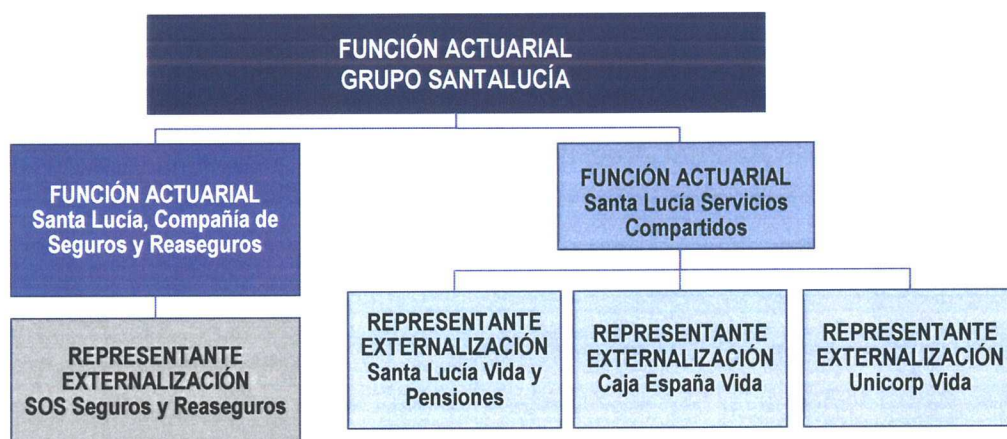 FUNCIÓN ACTUARIAL
GRUPO SANTALUCÍA
FUNCIÓN ACTUARIAL
Santa Lucía, Compañía de
Seguros y Reaseguros
FUNCIÓN ACTUARIAL
Santa Lucía Servicios
Compartidos
REPRESENTANTE
EXTERNALIZACIÓN
SOS Seguros y Reaseguros
REPRESENTANTE
EXTERNALIZACIÓN
Santa Lucía Vida y
Pensiones
REPRESENTANTE
EXTERNALIZACIÓN
Caja España Vida
REPRESENTANTE
EXTERNALIZACIÓN
Unicorp Vida